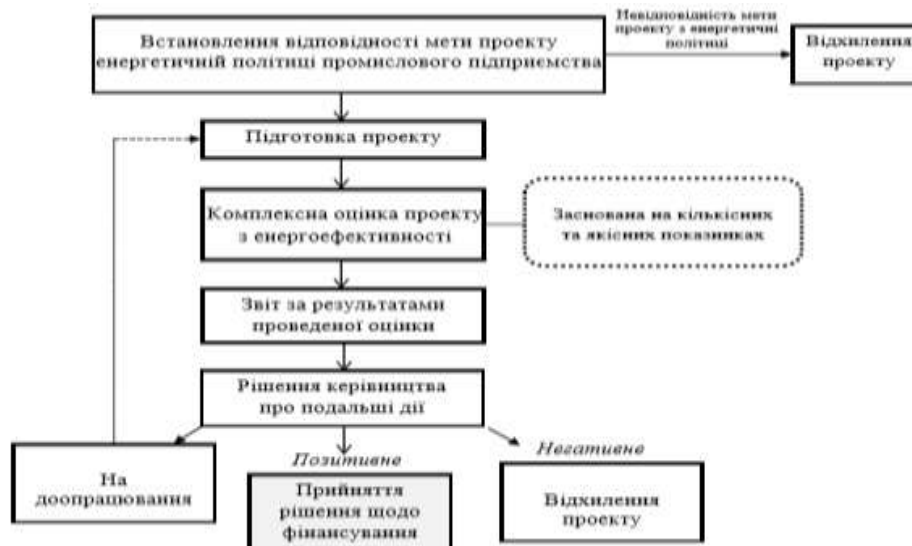 Невідповідність мети
проекту з енергетичні
політиці
Встановлення відповідності мети проекту
енергетичній політиці промислового підприємства
Відхилення
проекту
Підготовка проекту
Комплексна оцінка проекту
з енергоефективності
Заснована на кількісних
та якісних показниках
Звіт за результатами
проведеної оцінки
Рішення керівництва
про подальші дії
На
доопрацювання
Позитивне
Прийняття
рішення щодо
фінансування
Негативне
Відхилення
проекту